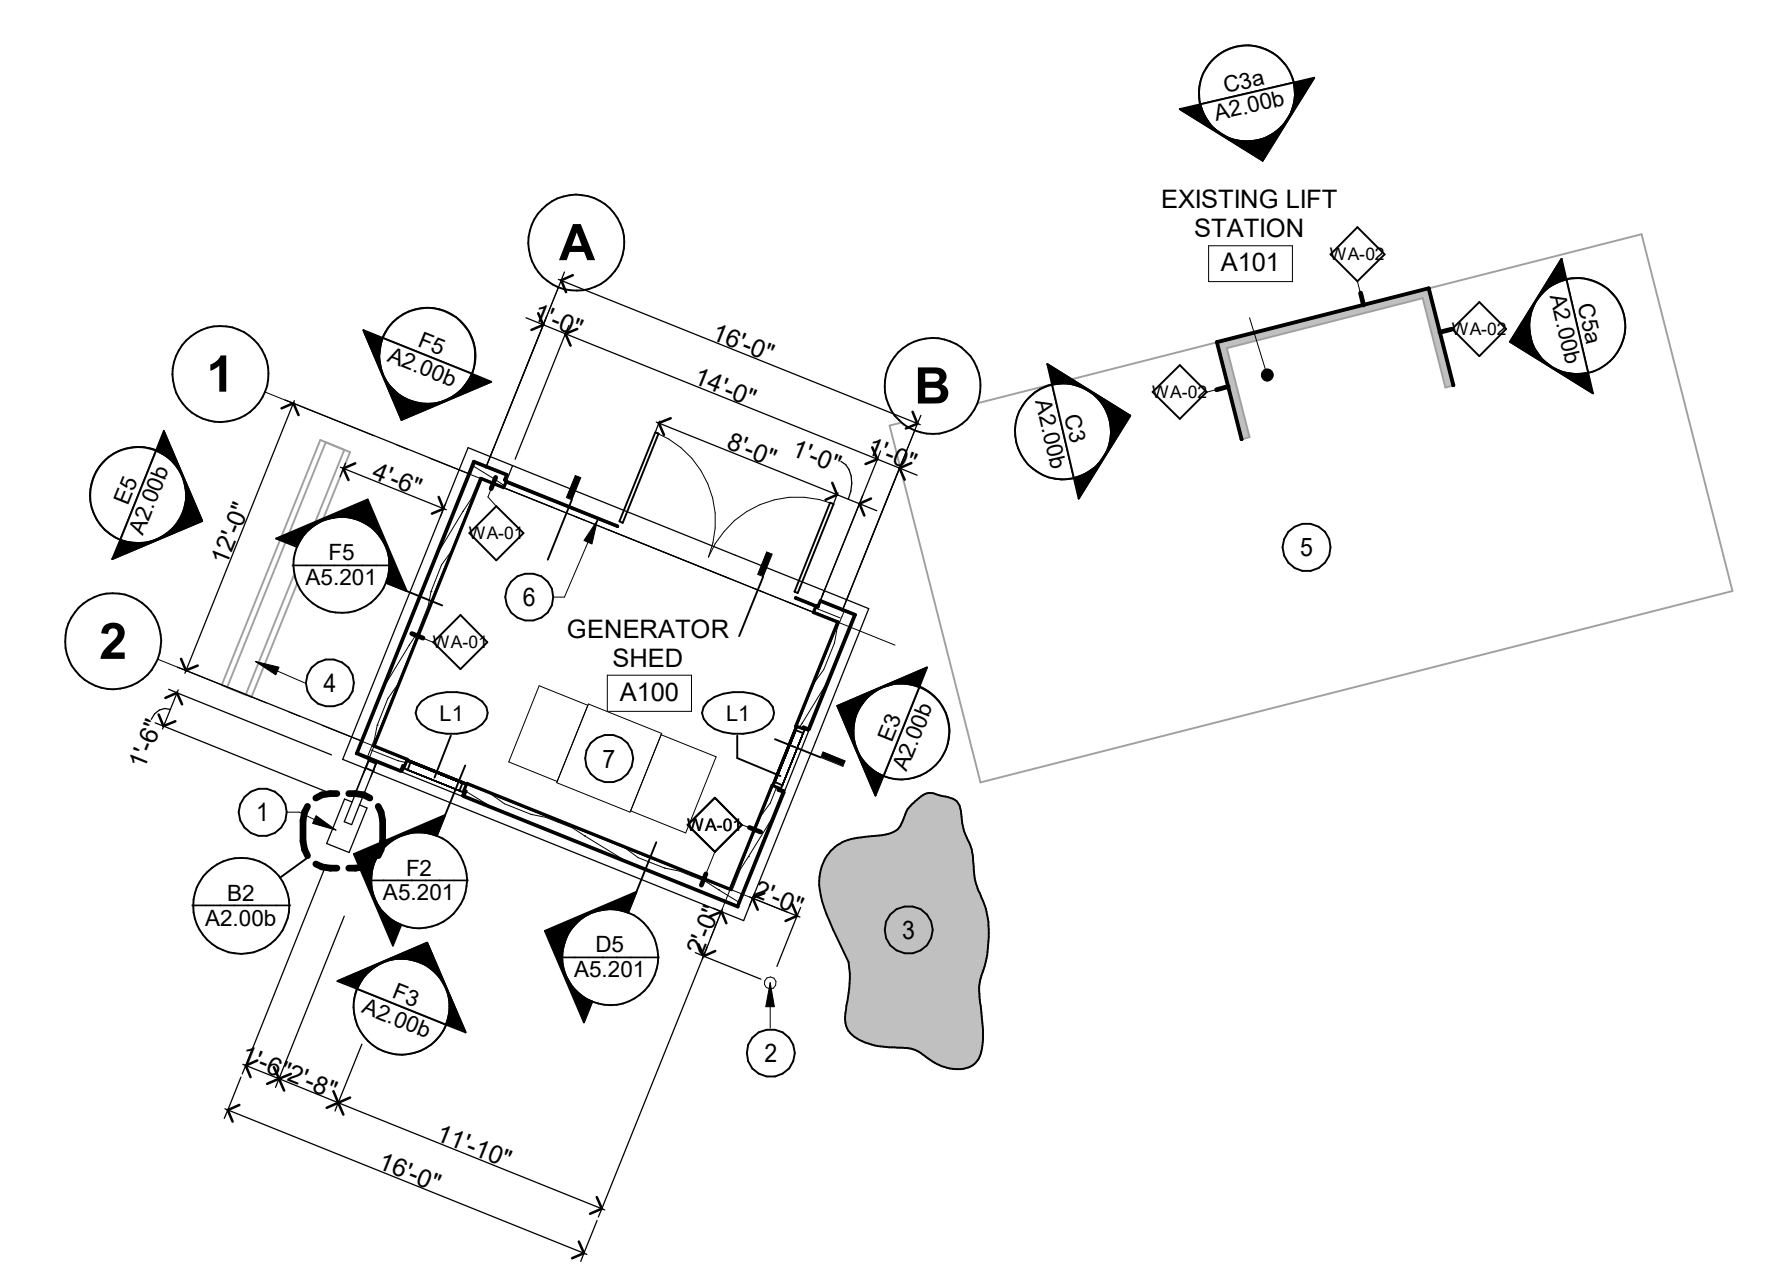 C3a
A2.00b
EXISTING LIFT
STATION
A101
WA-02
WA-02
WA-02
C5a
A2.00b
C3
A2.00b
5
A
16'-0"
1'-0"
14'-0"
B
8'-0"
1'-0"
1'-0"
1
F5
A2.00b
E5
A2.00b
4'-6"
12'-0"
F5
A5.201
WA-01
6
GENERATOR
SHED
A100
WA-01
2
4
L1
L1
7
E3
A2.00b
1'-6"
1
WA-01
B2
A2.00b
F2
A5.201
2'-0"
2'-0"
3
D5
A5.201
F3
A2.00b
2
1'-6"
2'-8"
11'-10"
16'-0"